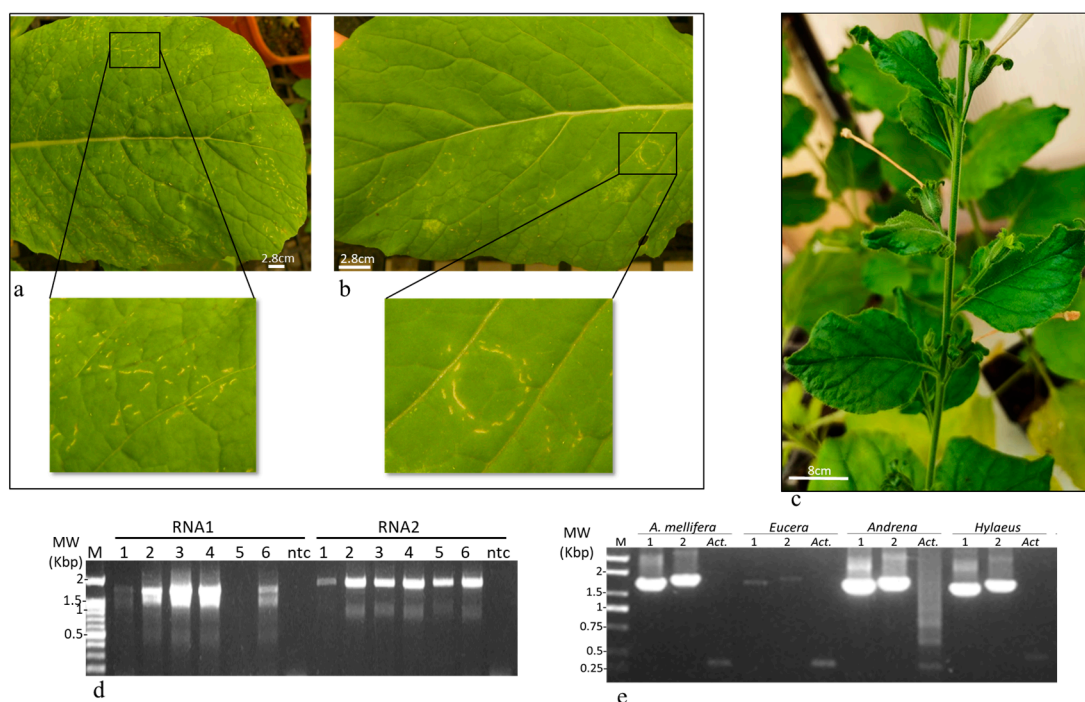 2.8cm
2.8cm
a
b
8cm
c
RNA1 RNA2
MW
(Kbp)
M 1 2 3 4 5 6 ntc 1 2 3 4 5 6 ntc
2
1.5
1
0.5
d
A. mellifera Eucera Andrena Hylaeus
MW
(Kbp)
M 1 2 Act. 1 2 Act. 1 2 Act. 1 2 Act
2
1.5
1
0.75
0.5
0.25
e